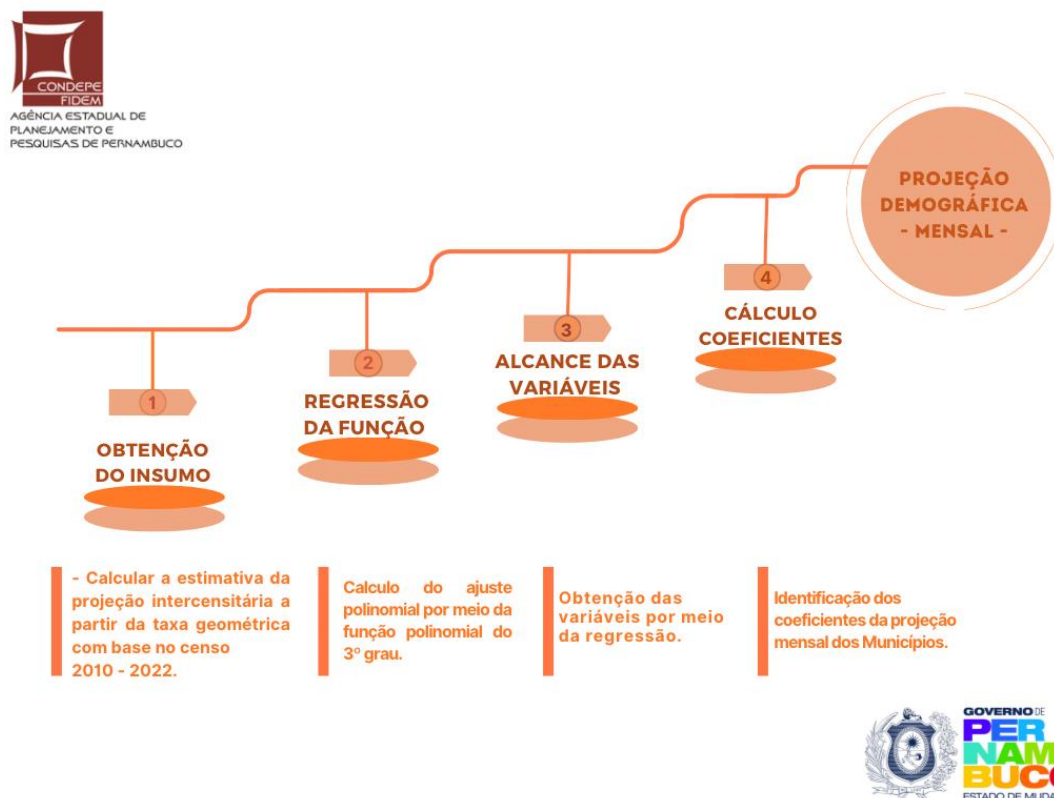 CONDEPE
FIDEM
AGÊNCIA ESTADUAL DE
PLANEJAMENTO E
PESQUISAS DE PERNAMBUCO
PROJEÇÃO
DEMOGRÁFICA
- MENSAL -
4
CÁLCULO
COEFICIENTES
3
ALCANCE DAS
VARIÁVEIS
2
REGRESSÃO
DA FUNÇÃO
1
OBTENÇÃO
DO INSUMO
- Calcular a estimativa da
projeção intercensitária a
partir da taxa geométrica
com base no censo
2010 - 2022.
Calculo do ajuste
polinomial por meio da
função polinomial do
3º grau.
Obtenção das
variáveis por meio
da regressão.
Identificação dos
coeficientes da projeção
mensal dos Municípios.
GOVERNO DE
PER
NAM
BUCO
ESTADO DE